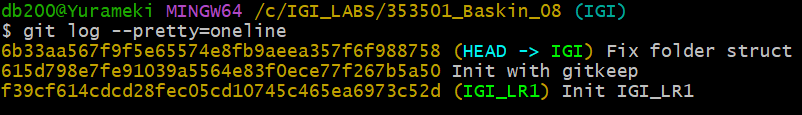 db200@Yurameki MINGW64 /c/IGI_LABS/353501_Baskin_08 (IGI)
$ git log --pretty=oneline
6b33aa567f9f5e65574e8fb9aeea357f6f988758 (HEAD -> IGI) Fix folder struct
615d798e7fe91039a5564e83f0ece77f267b5a50 Init with gitkeep
f39cf614cdcd28fec05cd10745c465ea6973c52d (IGI_LR1) Init IGI_LR1